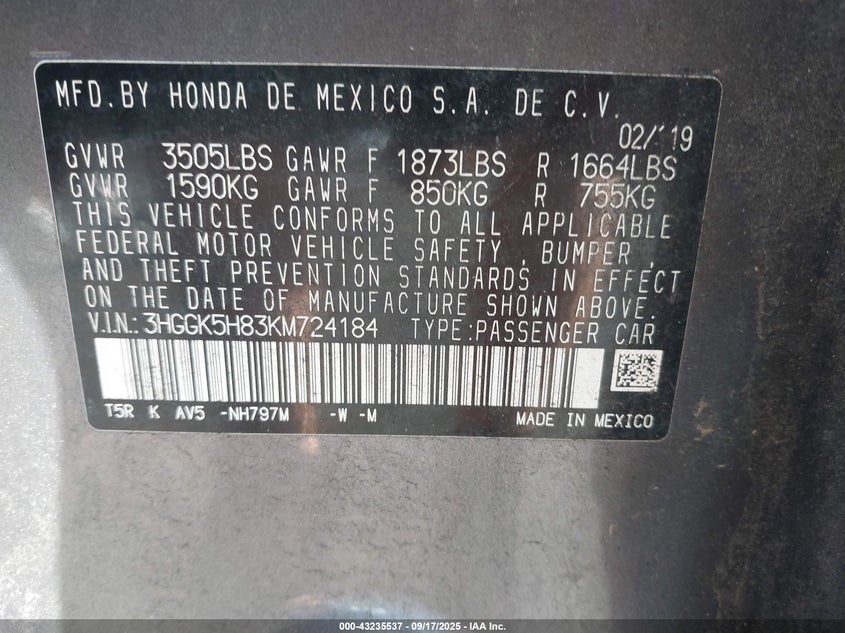 MFD.BY HONDA DE MEXICO S.A. DE C.V.
02/'19
GVWR 3505LBS GAWR F 1873LBS R 1664LBS
GVWR 1590KG GAWR F 850KG R 755KG
THIS VEHICLE CONFORMS TO ALL APPLICABLE
FEDERAL MOTOR VEHICLE SAFETY , BUMPER ,
AND THEFT PREVENTION STANDARDS IN EFFECT
ON THE DATE OF MANUFACTURE SHOWN ABOVE.
V.I.N.:3HGGK5H83KM724184 TYPE:PASSENGER CAR
T5R K AV5 -NH797M -W -M
MADE IN MEXICO
000-43235537 - 09/17/2025 - IAA Inc.